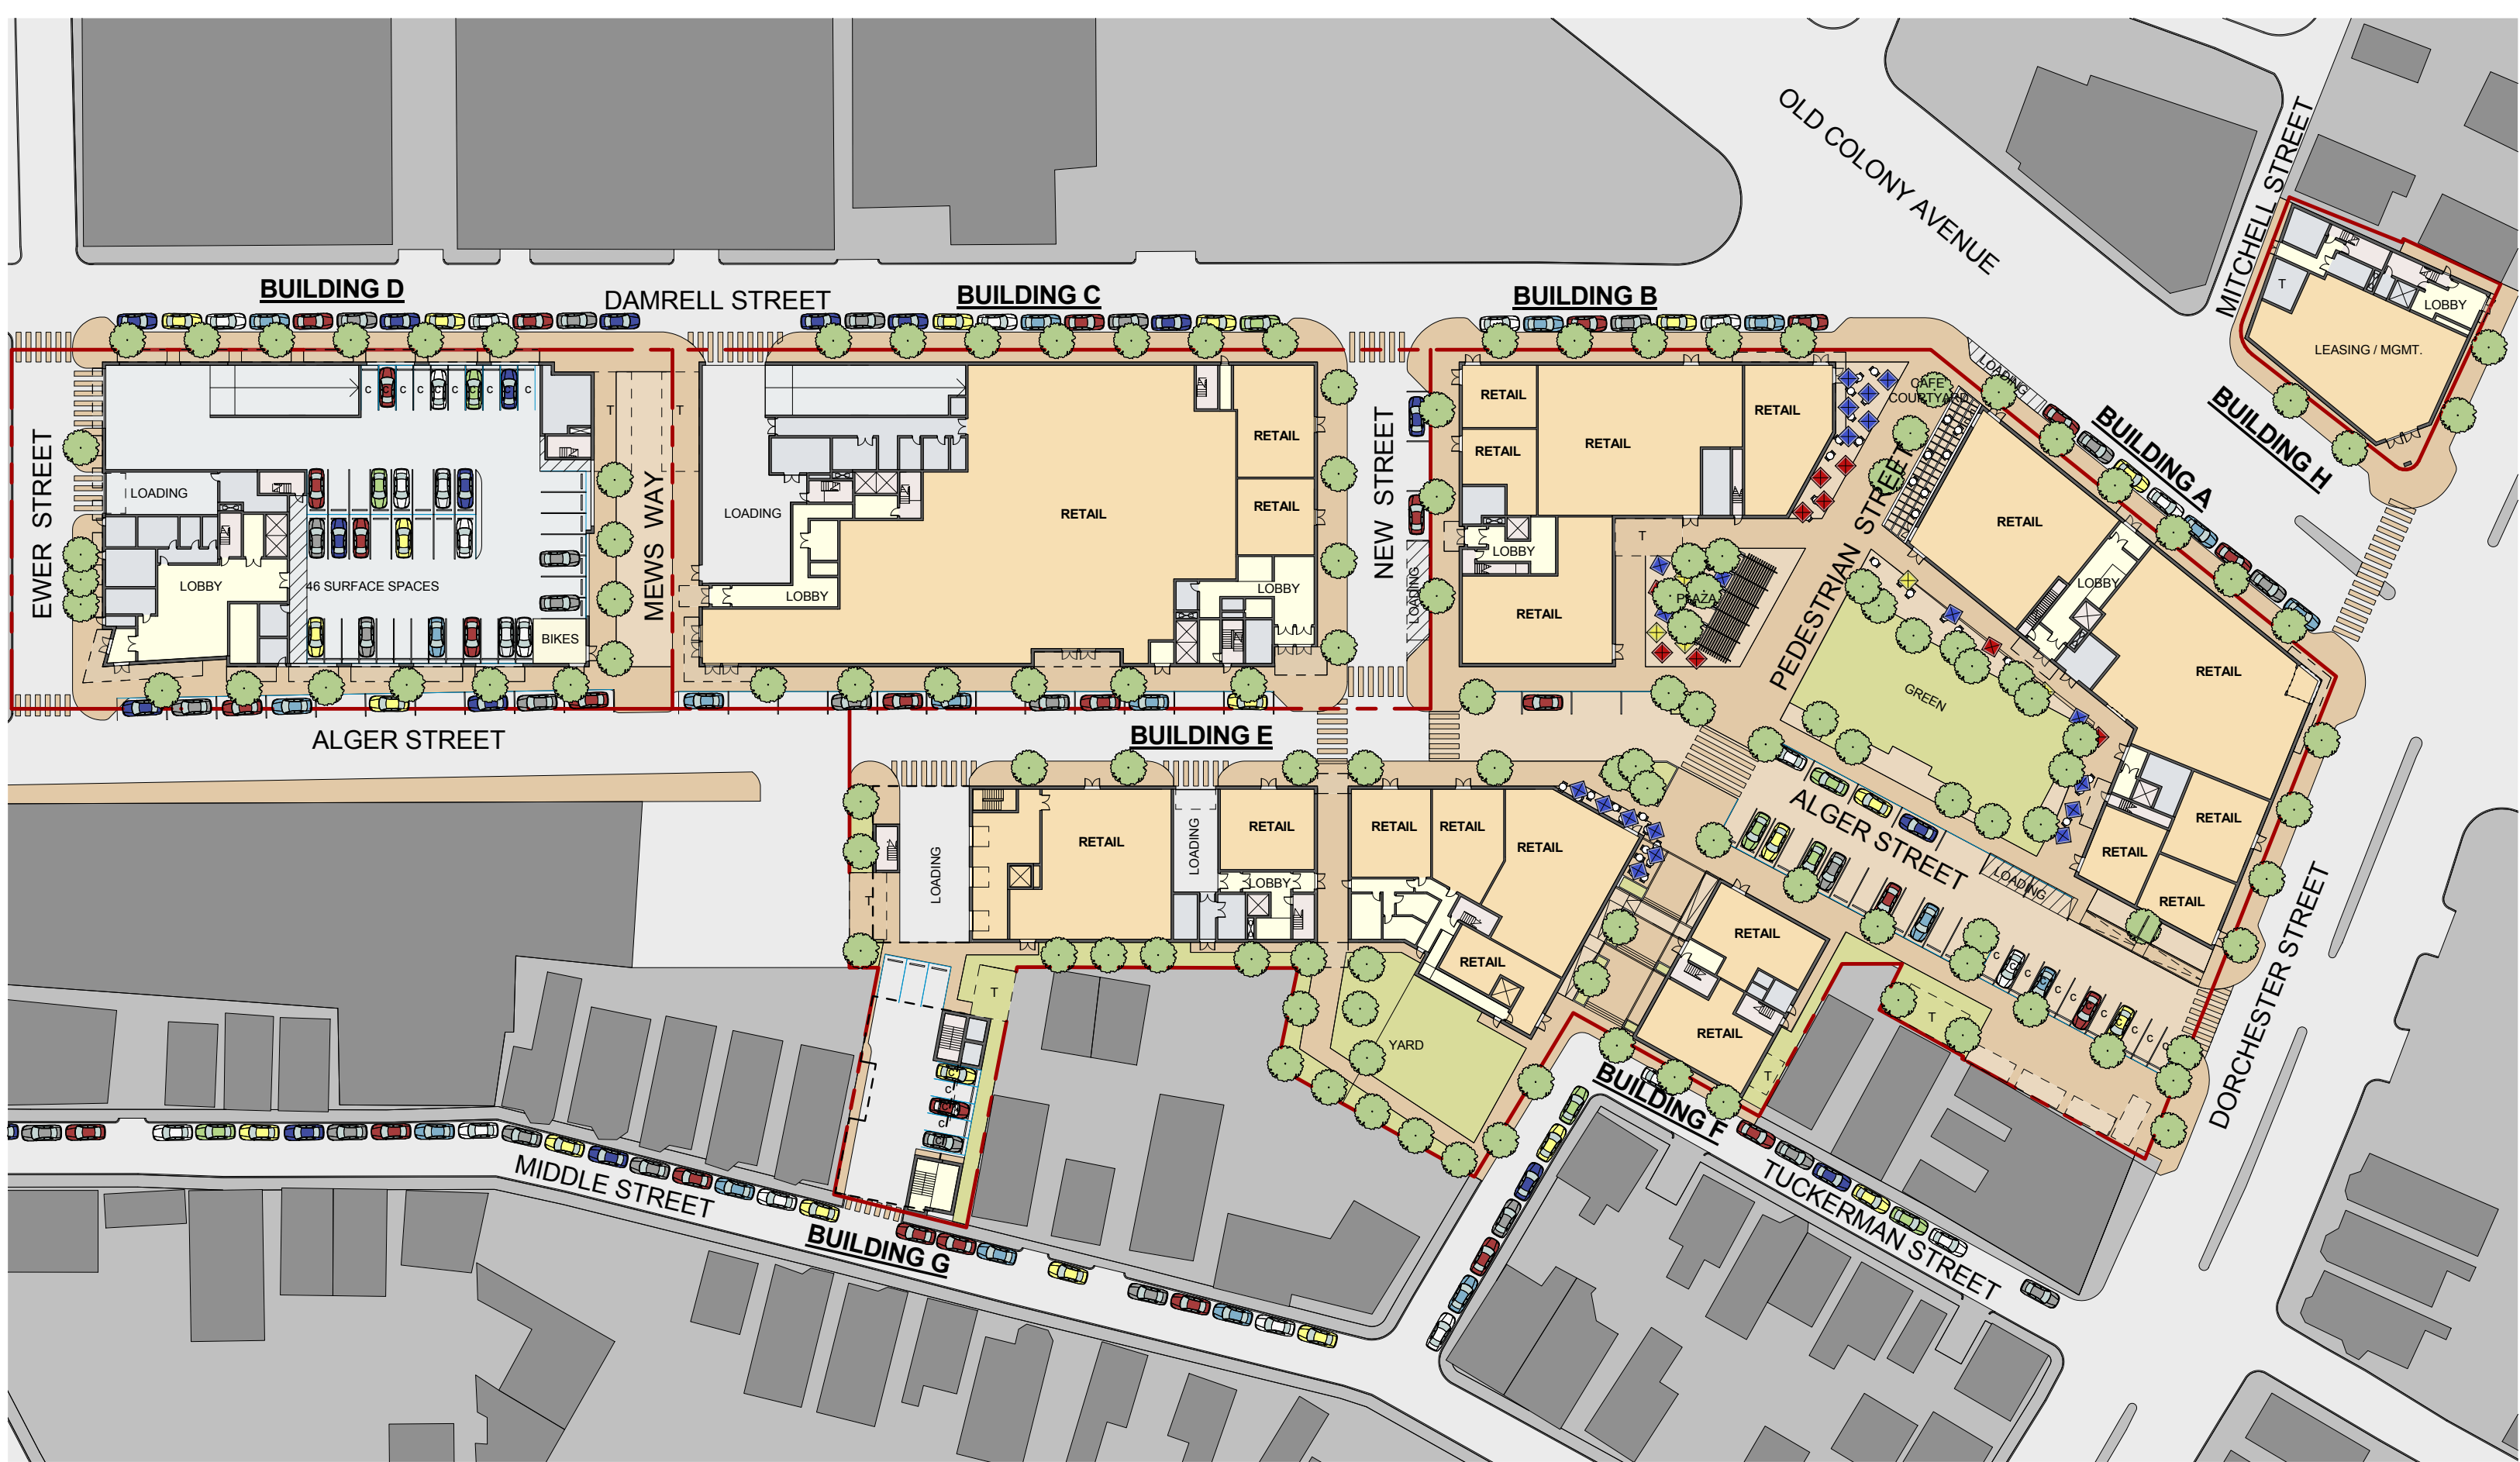 OLD COLONY AVENUE
MITCHELL STREET
BUILDING D
DAMRELL STREET
BUILDING C
BUILDING B
T
LOBBY
LEASING / MGMT.
BUILDING H
BUILDING A
LOADING
CAFE
COURTYARD
C
C
C
C
C
C
C
C
C
T
T
RETAIL
RETAIL
RETAIL
RETAIL
RETAIL
RETAIL
RETAIL
RETAIL
RETAIL
EWER STREET
LOADING
LOBBY
46 SURFACE SPACES
BIKES
MEWS WAY
LOADING
LOBBY
LOBBY
NEW STREET
LOADING
LOBBY
RETAIL
T
PLAZA
PEDESTRIAN STREET
LOBBY
RETAIL
GREEN
ALGER STREET
BUILDING E
ALGER STREET
LOADING
RETAIL
RETAIL
RETAIL
LOADING
T
RETAIL
LOADING
RETAIL
LOBBY
RETAIL
RETAIL
RETAIL
RETAIL
RETAIL
RETAIL
T
YARD
T
T
C
C
C
C
C
C
C
C
C
C
DORCHESTER STREET
C
C
C
C
BUILDING F
TUCKERMAN STREET
MIDDLE STREET
BUILDING G